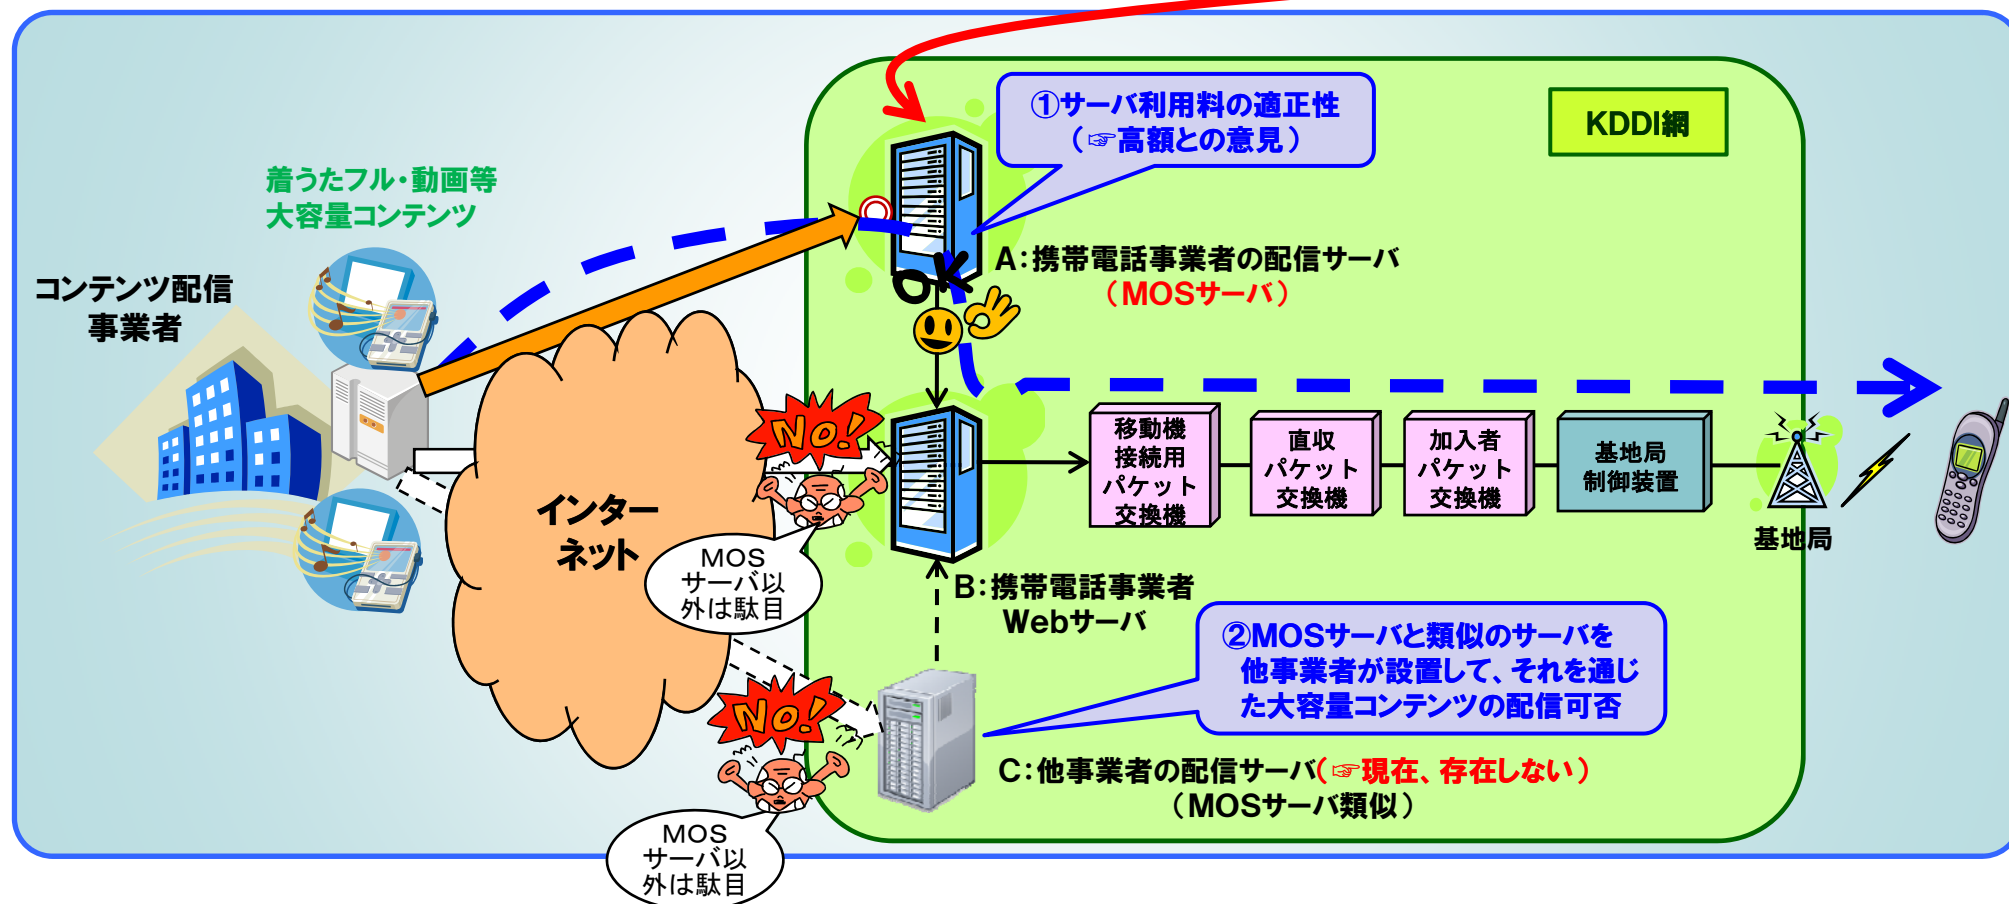 ①サーバ利用料の適正性
（☞高額との意見）
KDDI網
着うたフル・動画等
大容量コンテンツ
コンテンツ配信
事業者
A：携帯電話事業者の配信サーバ
（MOSサーバ）
OK
NO!
移動機
接続用
パケット
交換機
直収
パケット
交換機
加入者
パケット
交換機
基地局
制御装置
基地局
インター
ネット
MOS
サーバ以
外は駄目
B：携帯電話事業者
Webサーバ
②MOSサーバと類似のサーバを
他事業者が設置して、それを通じ
た大容量コンテンツの配信可否
NO!
C：他事業者の配信サーバ（☞現在、存在しない）
（MOSサーバ類似）
MOS
サーバ以
外は駄目